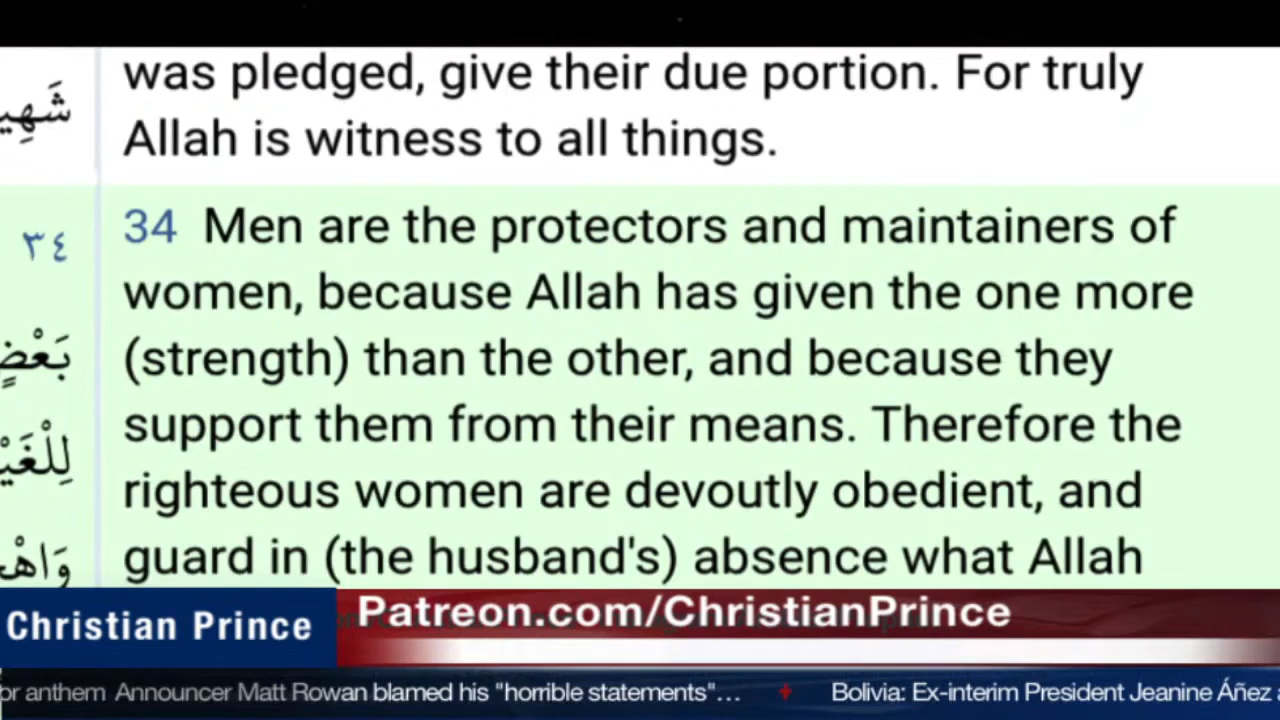 was pledged, give their due portion. For truly
Allah is witness to all things.
34 Men are the protectors and maintainers of
women, because Allah has given the one more
(strength) than the other, and because they
support them from their means. Therefore the
righteous women are devoutly obedient, and
guard in (the husband's) absence what Allah
٣٤
بَعْضٍ
Christian Prince
Patreon.com/ChristianPrince
or anthem Announcer Matt Rowan blamed his "horrible statements"... Bolivia: Ex-interim President Jeanine Áñez